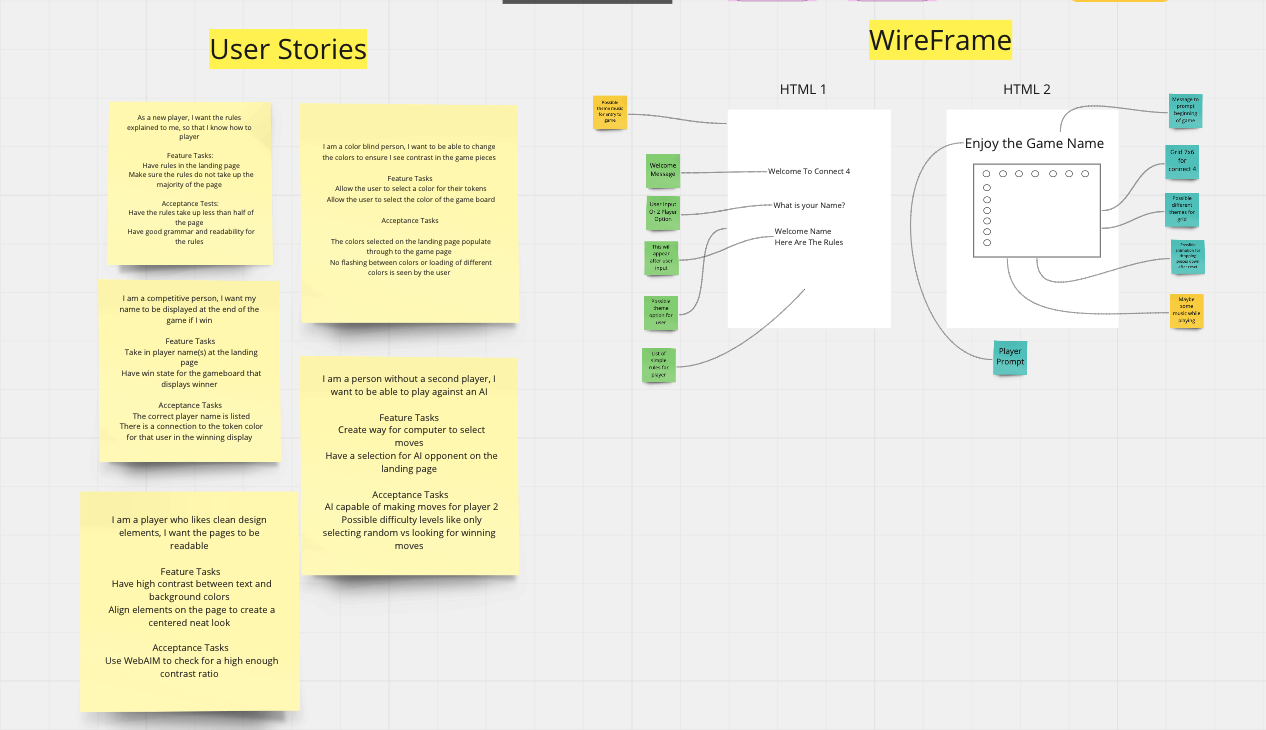 User Stories
As a new player, I want the rules
explained to me, so that I know how to
player
Feature Tasks:
Have rules in the landing page
Make sure the rules do not take up the
majority of the page
Acceptance Tests:
Have the rules take up less than half of
the page
Have good grammar and readability for
the rules
I am a color blind person, I want to be able to change
the colors to ensure I see contrast in the game pieces
Feature Tasks
Allow the user to select a color for their tokens
Allow the user to select the color of the game board
Acceptance Tasks
The colors selected on the landing page populate
through to the game page
No flashing between colors or loading of different
colors is seen by the user
I am a competitive person, I want my
name to be displayed at the end of the
game if I win
Feature Tasks
Take in player name(s) at the landing
page
Have win state for the gameboard that
displays winner
Acceptance Tasks
The correct player name is listed
There is a connection to the token color
for that user in the winning display
I am a person without a second player, I
want to be able to play against an AI
Feature Tasks
Create way for computer to select
moves
Have a selection for AI opponent on the
landing page
Acceptance Tasks
AI capable of making moves for player 2
Possible difficulty levels like only
selecting random vs looking for winning
moves
I am a player who likes clean design
elements, I want the pages to be
readable
Feature Tasks
Have high contrast between text and
background colors
Align elements on the page to create a
centered neat look
Acceptance Tasks
Use WebAIM to check for a high enough
contrast ratio
WireFrame
HTML 1
Possible
theme music
for entry to
game
Welcome
Message
User Input
Or 2 Player
Option
This will
appear
after user
input
Possible
theme
option for
user
List of
simple
rules for
player
Welcome To Connect 4
What is your Name?
Welcome Name
Here Are The Rules
HTML 2
Enjoy the Game Name
Message to
prompt
beginning
of game
Grid 7x6
for
connect 4
Possible
different
themes for
grid
Possible
animation for
dropping
pieces down
after reset
Maybe
some
music while
playing
Player
Prompt